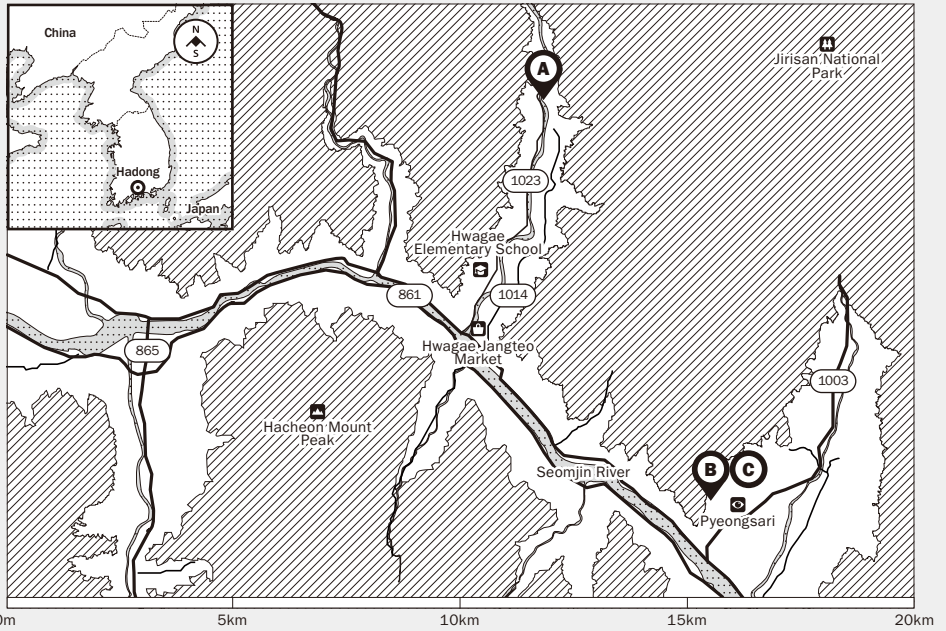 China
N
S
Hadong
Japan
A
Jirisan National
Park
1023
Hwagae
Elementary School
861
1014
Hwagae Jangteo
Market
865
1003
Hacheon Mount
Peak
Seomjin River
B
C
Pyeongsari
0m
5km
10km
15km
20km